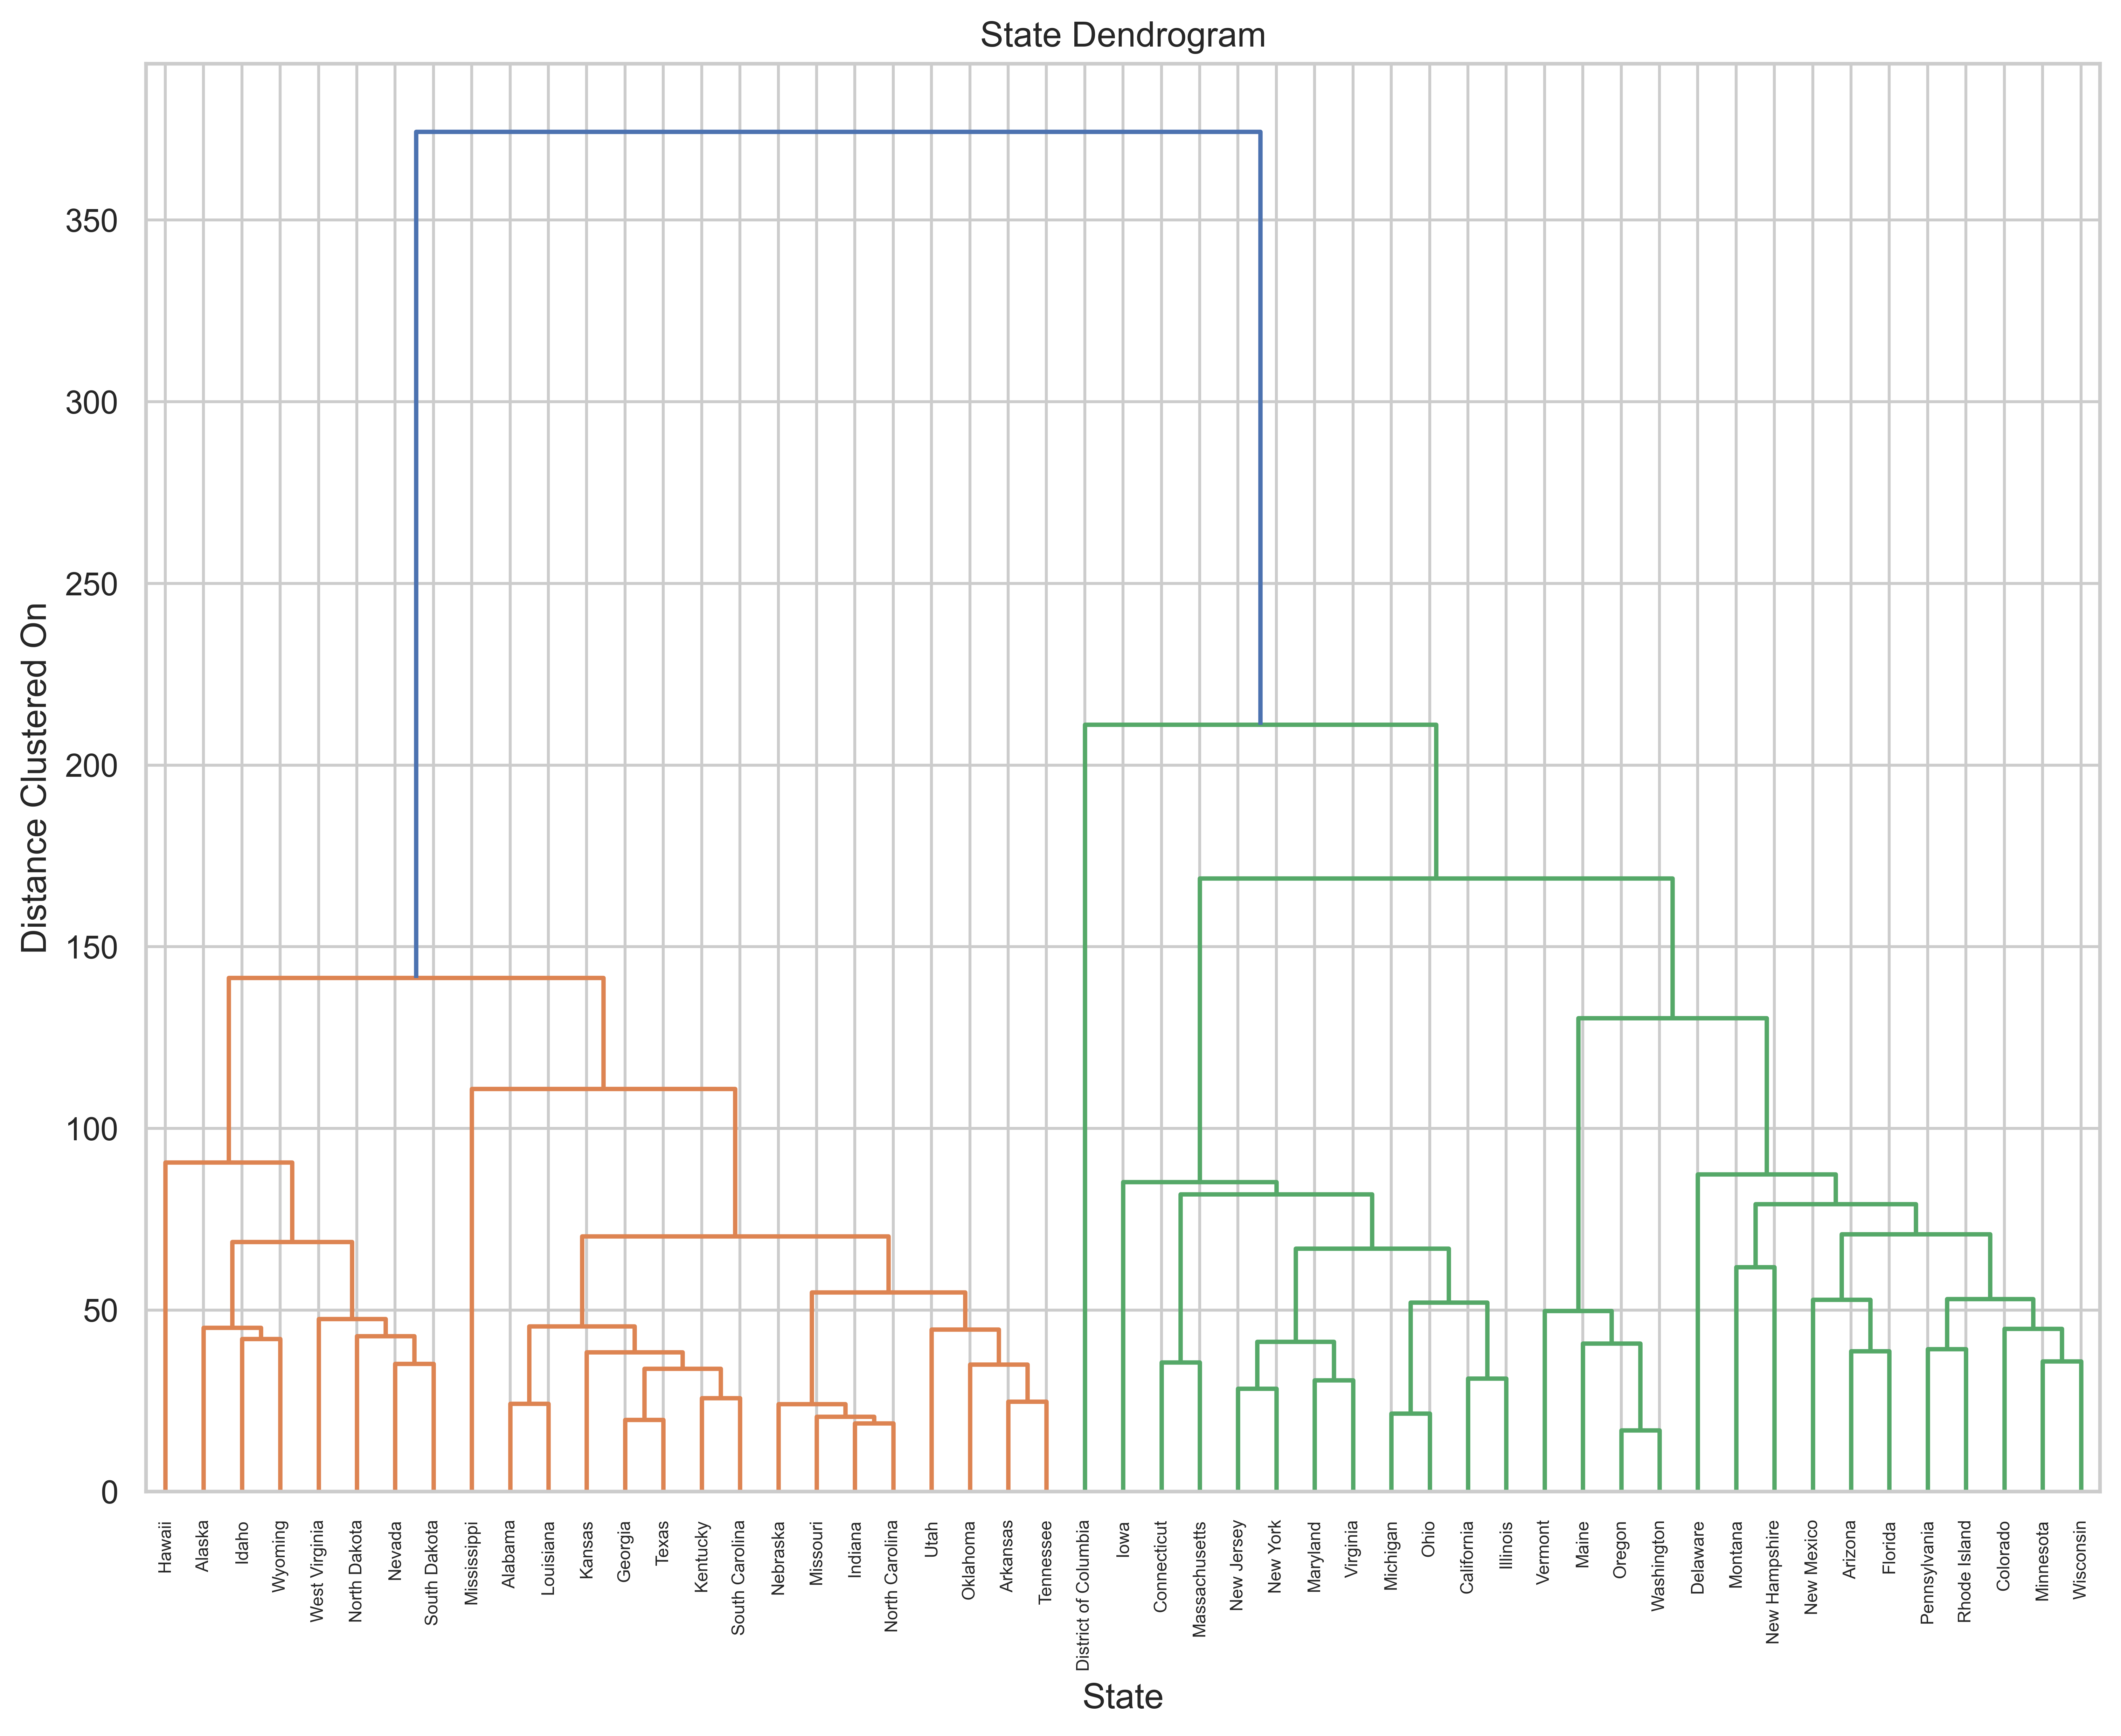 State Dendrogram
Distance Clustered On
350
300
250
200
150
100
50
0
Hawaii
Alaska
Idaho
Wyoming
West Virginia
North Dakota
Nevada
South Dakota
Mississippi
Alabama
Louisiana
Kansas
Georgia
Texas
Kentucky
South Carolina
Nebraska
Missouri
Indiana
North Carolina
Utah
Oklahoma
Arkansas
Tennessee
District of Columbia
Iowa
Connecticut
Massachusetts
New Jersey
New York
Maryland
Virginia
Michigan
Ohio
California
Illinois
Vermont
Maine
Oregon
Washington
Delaware
Montana
New Hampshire
New Mexico
Arizona
Florida
Pennsylvania
Rhode Island
Colorado
Minnesota
Wisconsin
State